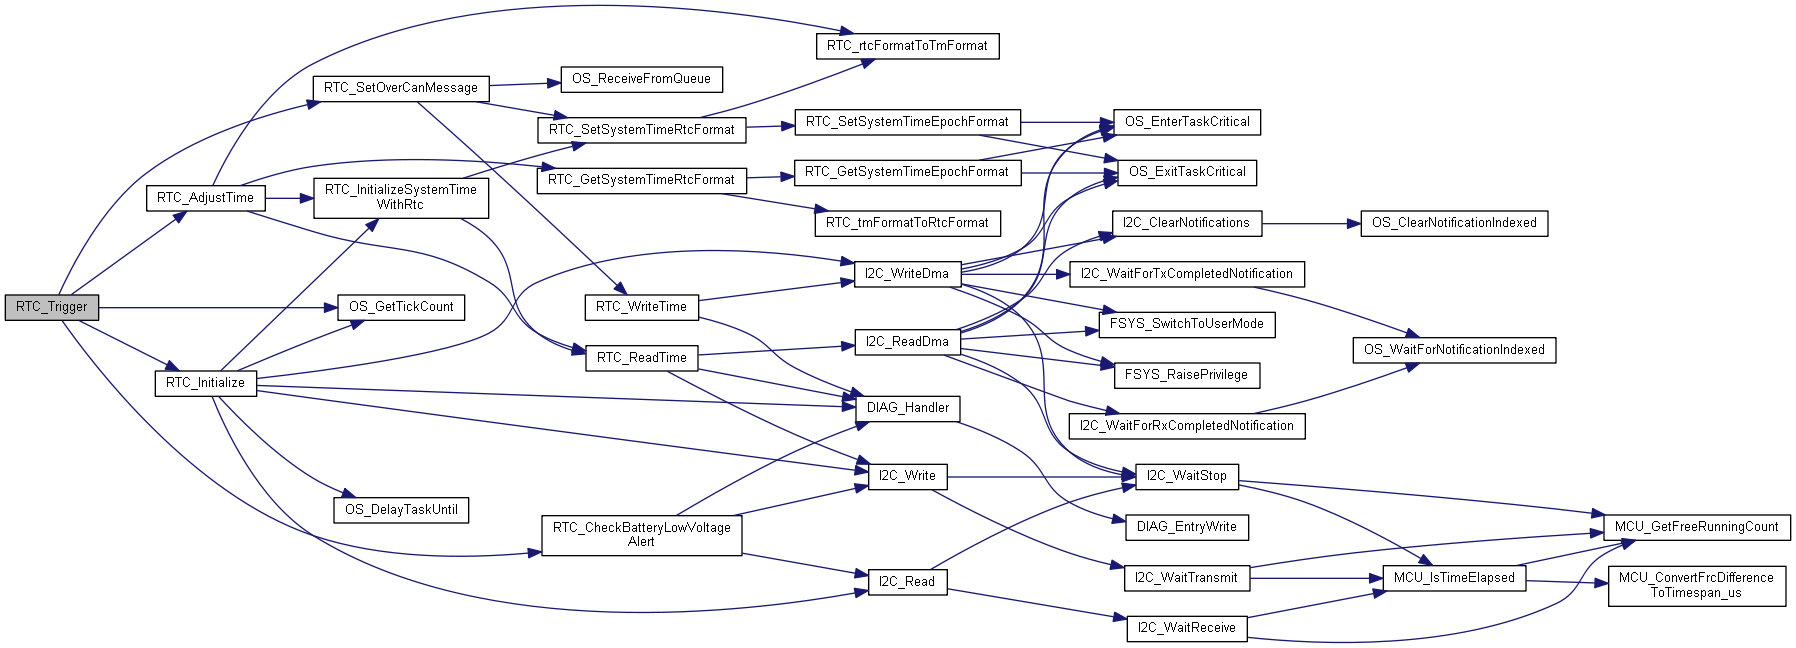 RTC_Trigger
RTC_SetOverCanMessage
RTC_AdjustTime
RTC_InitializeSystemTime
WithRtc
OS_GetTickCount
RTC_Initialize
OS_DelayTaskUntil
OS_ReceiveFromQueue
RTC_SetSystemTimeRtcFormat
RTC_GetSystemTimeRtcFormat
RTC_WriteTime
RTC_ReadTime
RTC_CheckBatteryLowVoltage
Alert
RTC_rtcFormatToTmFormat
RTC_SetSystemTimeEpochFormat
RTC_GetSystemTimeEpochFormat
RTC_tmFormatToRtcFormat
I2C_WriteDma
I2C_ReadDma
DIAG_Handler
I2C_Write
I2C_Read
OS_EnterTaskCritical
OS_ExitTaskCritical
I2C_ClearNotifications
I2C_WaitForTxCompletedNotification
FSYS_SwitchToUserMode
FSYS_RaisePrivilege
I2C_WaitForRxCompletedNotification
I2C_WaitStop
DIAG_EntryWrite
I2C_WaitTransmit
I2C_WaitReceive
OS_ClearNotificationIndexed
OS_WaitForNotificationIndexed
MCU_IsTimeElapsed
MCU_GetFreeRunningCount
MCU_ConvertFrcDifference
ToTimespan_us